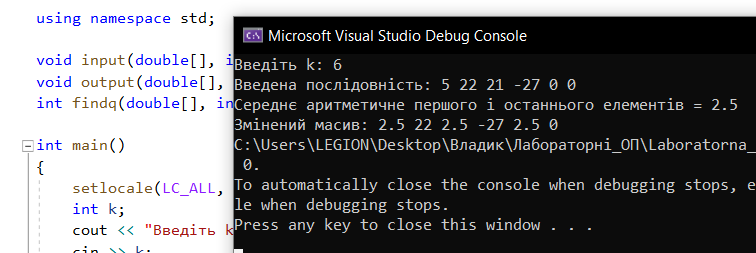 using namespace std;
void input(double[], i
void output(double[],
int findq(double[], in
int main()
{
setlocale(LC_ALL,
int k;
cout << "Введіть k
cin >> k;
Microsoft Visual Studio Debug Console
Введіть k: 6
Введена послідовність: 5 22 21 -27 0 0
Середнє арифметичне першого і останнього елементів = 2.5
Змінений масив: 2.5 22 2.5 -27 2.5 0
C:\Users\LEGION\Desktop\Владик\Лабораторні_ОП\Laboratorna_
0.
To automatically close the console when debugging stops, e
le when debugging stops.
Press any key to close this window . . .